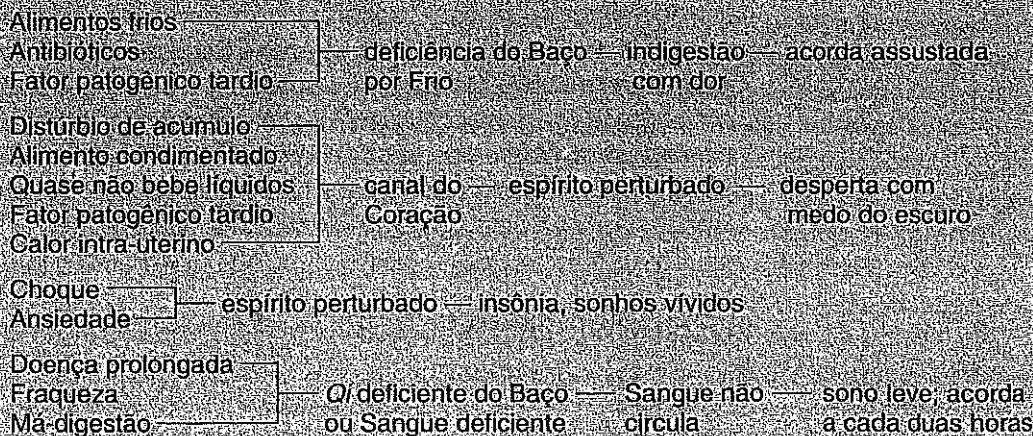 Alimentos frios
Antibióticos deficiência do Baço indigestão acorda assustada
Fator patogênico tardio por Frio com dor
Distúrbio de acúmulo
Alimento condimentado
Quase não bebe líquidos canal do espírito perturbado desperta com
Fator patogênico tardio Coração medo do escuro
Calor intra-uterino
Choque
espírito perturbado insônia, sonhos vívidos
Ansiedade
Doença prolongada
Fraqueza Qi deficiente do Baço Sangue não sono leve, acorda
Má-digestão ou Sangue deficiente circula a cada duas horas